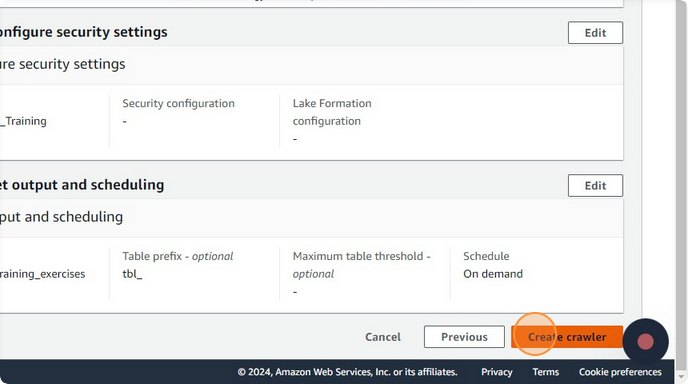 onfigure security settings
Edit
re security settings
Security configuration
Lake Formation
configuration
_Training
-
-
et output and scheduling
Edit
put and scheduling
Table prefix - optional
Maximum table threshold -
optional
Schedule
raining_exercises
tbl_
On demand
-
Cancel
Previous
Create crawler
© 2024, Amazon Web Services, Inc. or its affiliates.
Privacy
Terms
Cookie preferences